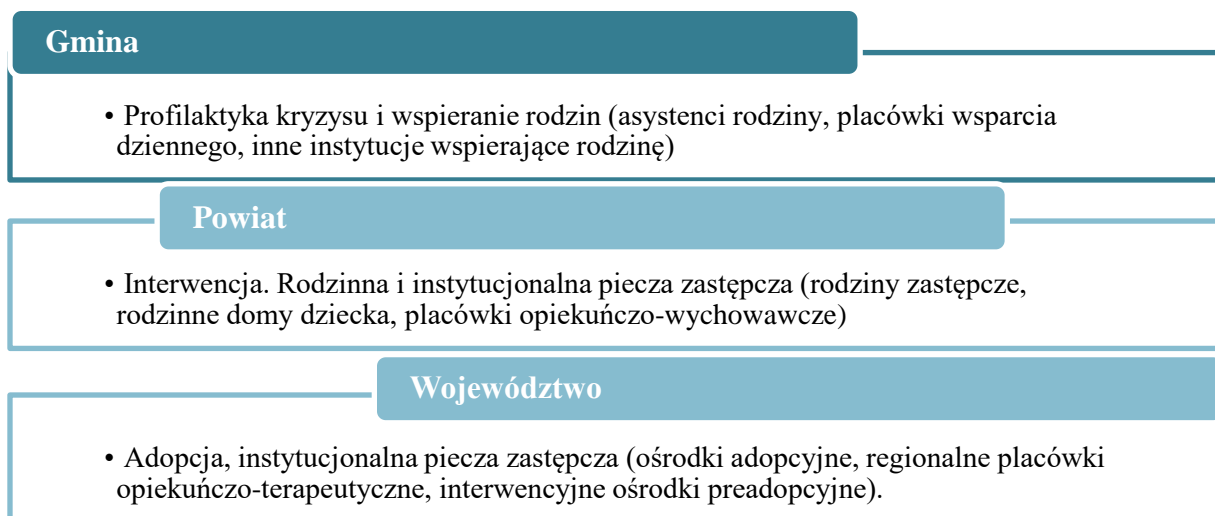 Gmina
• Profilaktyka kryzysu i wspieranie rodzin (asystenci rodziny, placówki wsparcia
dziennego, inne instytucje wspierające rodzinę)
Powiat
• Interwencja. Rodzinna i instytucjonalna piecza zastępcza (rodziny zastępcze,
rodzinne domy dziecka, placówki opiekuńczo-wychowawcze)
Województwo
• Adopcja, instytucjonalna piecza zastępcza (ośrodki adopcyjne, regionalne placówki
opiekuńczo-terapeutyczne, interwencyjne ośrodki preadopcyjne).